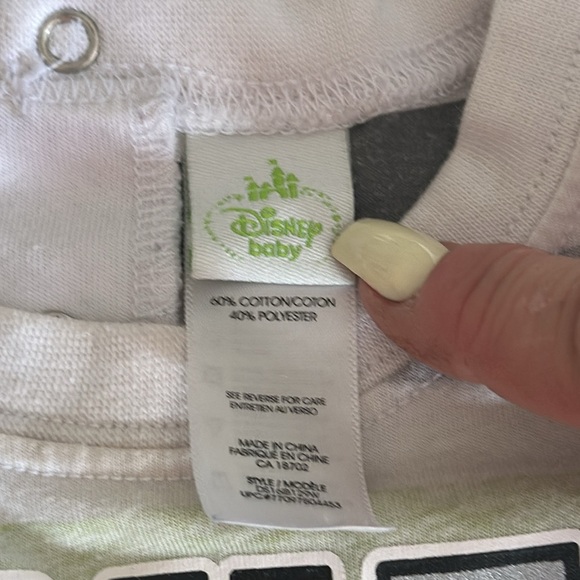 Disney
baby
60% COTTON/COTON
40% POLYESTER
SEE REVERSE FOR CARE
ENTRETIEN AU VERSO
MADE IN CHINA
FABRIQUÉ EN CHINE
CA 18702
STYLE / MODÈLE